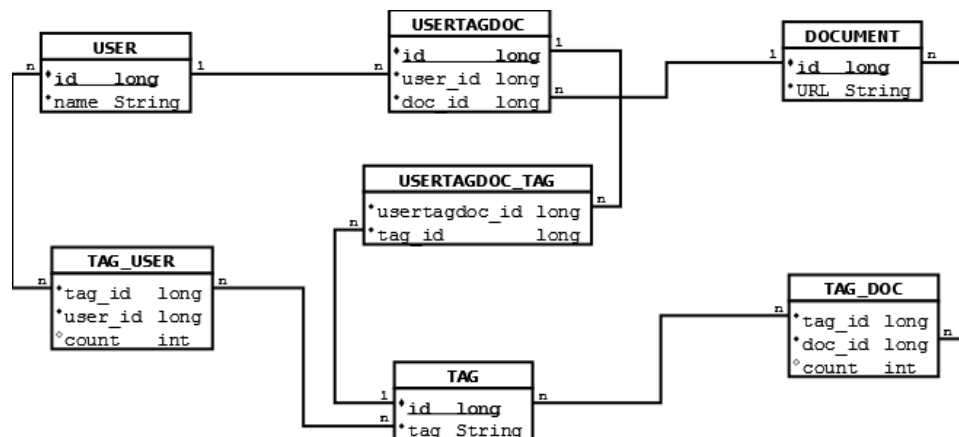 USER
id long
name String
n
1
n
USERTAGDOC
id long
user_id long
doc_id long
1
n
DOCUMENT
id long
URL String
1
n
USERTAGDOC_TAG
usertagdoc_id long
tag_id long
n
n
TAG_USER
tag_id long
user_id long
count int
n
n
TAG_DOC
tag_id long
doc_id long
count int
n
n
TAG
id long
tag String
1
n
n